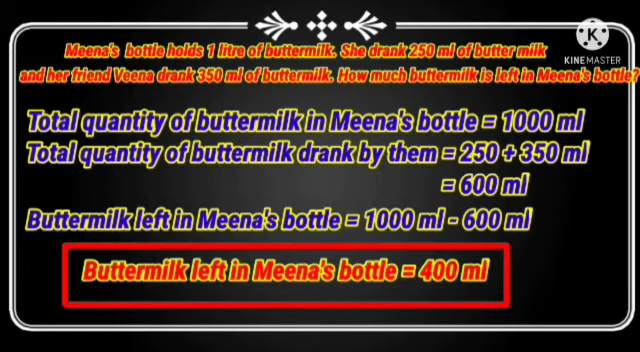 Meena's bottle holds 1 litre of buttermilk. She drank 250 ml of butter milk
and her friend Veena drank 350 ml of buttermilk. How much buttermilk is left in Meena's bottle?
K
KINEMASTER
Total quantity of buttermilk in Meena's bottle = 1000 ml
Total quantity of buttermilk drank by them = 250 + 350 ml
= 600 ml
Buttermilk left in Meena's bottle = 1000 ml - 600 ml
Buttermilk left in Meena's bottle = 400 ml